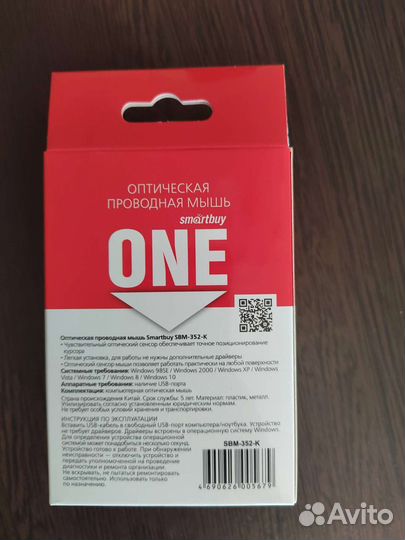 ОПТИЧЕСКАЯ
ПРОВОДНАЯ МЫШЬ
smartbuy
ONE
Оптическая проводная мышь Smartbuy SBM-352-K
• Чувствительный оптический сенсор обеспечивает точное позиционирование
курсора
• Легкая установка, для работы не нужны дополнительные драйверы
• Оптический сенсор мыши позволяет работать практически на любой поверхности
Системные требования: Windows 98SE / Windows 2000 / Windows XP / Windows
Vista / Windows 7 / Windows 8 / Windows 10
Аппаратные требования: наличие USB-порта
Комплектация: компьютерная оптическая мышь
Страна происхождения Китай. Срок службы: 5 лет. Материал: пластик, металл.
Утилизировать согласно установленным юридическим нормам.
Не требует особых условий хранения и транспортировки.
ИНСТРУКЦИЯ ПО ЭКСПЛУАТАЦИИ
Вставить USB-кабель в свободный USB-порт компьютера/ноутбука. Устройство
не требует драйверов. Драйверы встроены в операционную систему Windows.
Для определения устройства операционной
системой может понадобиться несколько секунд.
Устройство готово к работе. При обнаружении
неисправности — отключить устройство и
передать уполномоченной на проведение
диагностики и ремонта организации.
Не вскрывать, не ремонтировать
самостоятельно. Использовать только
по назначению.
SBM-352-K
4 690626 005679
Avito